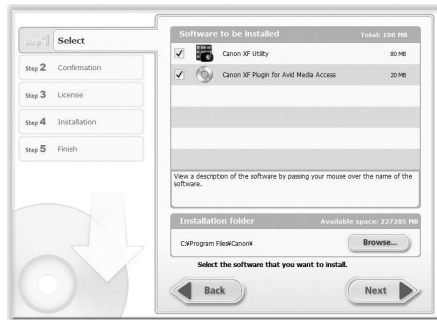 Step 1 Select
Step 2 Confirmation
Step 3 License
Step 4 Installation
Step 5 Finish
Software to be installed Total: 100 MB
Canon XF Utility 80 MB
Canon XF Plugin for Avid Media Access 20 MB
View a description of the software by passing your mouse over the name of the
software.
Installation folder Available space: 227285 MB
C:¥Program Files¥Canon¥ Browse...
Select the software that you want to install.
Back Next